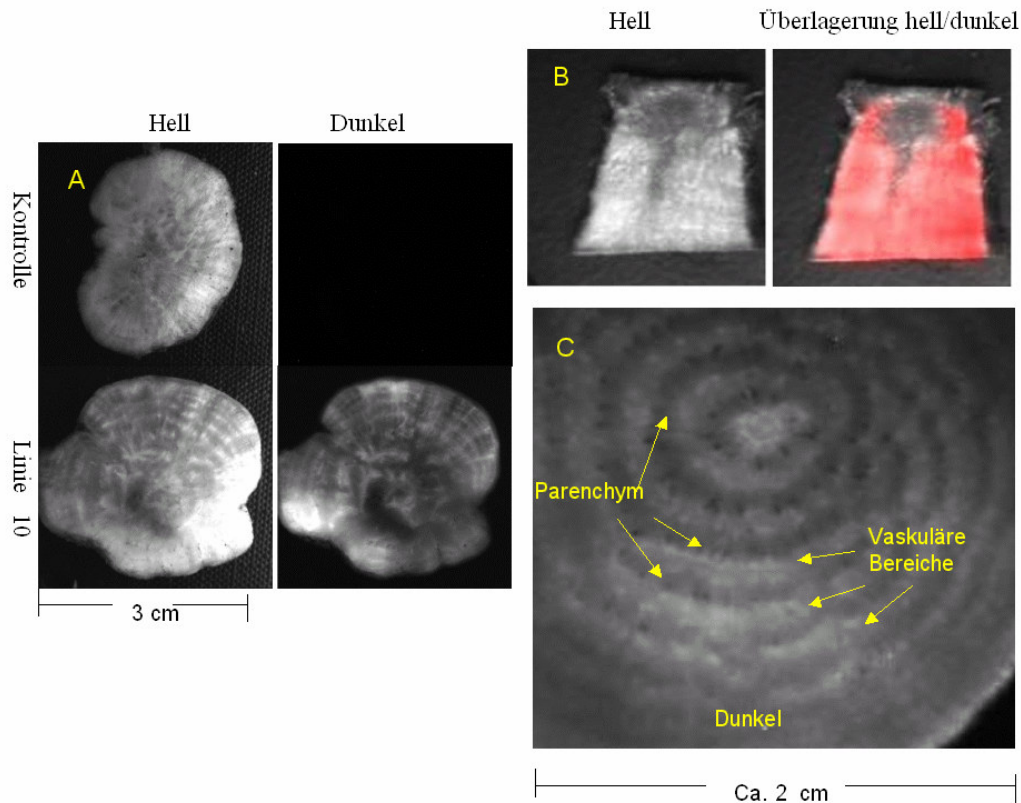 Hell
Dunkel
Kontrolle
Linie 10
A
3 cm
Hell
Überlagerung hell/dunkel
B
C
Parenchym
Vaskuläre
Bereiche
Dunkel
Ca. 2 cm